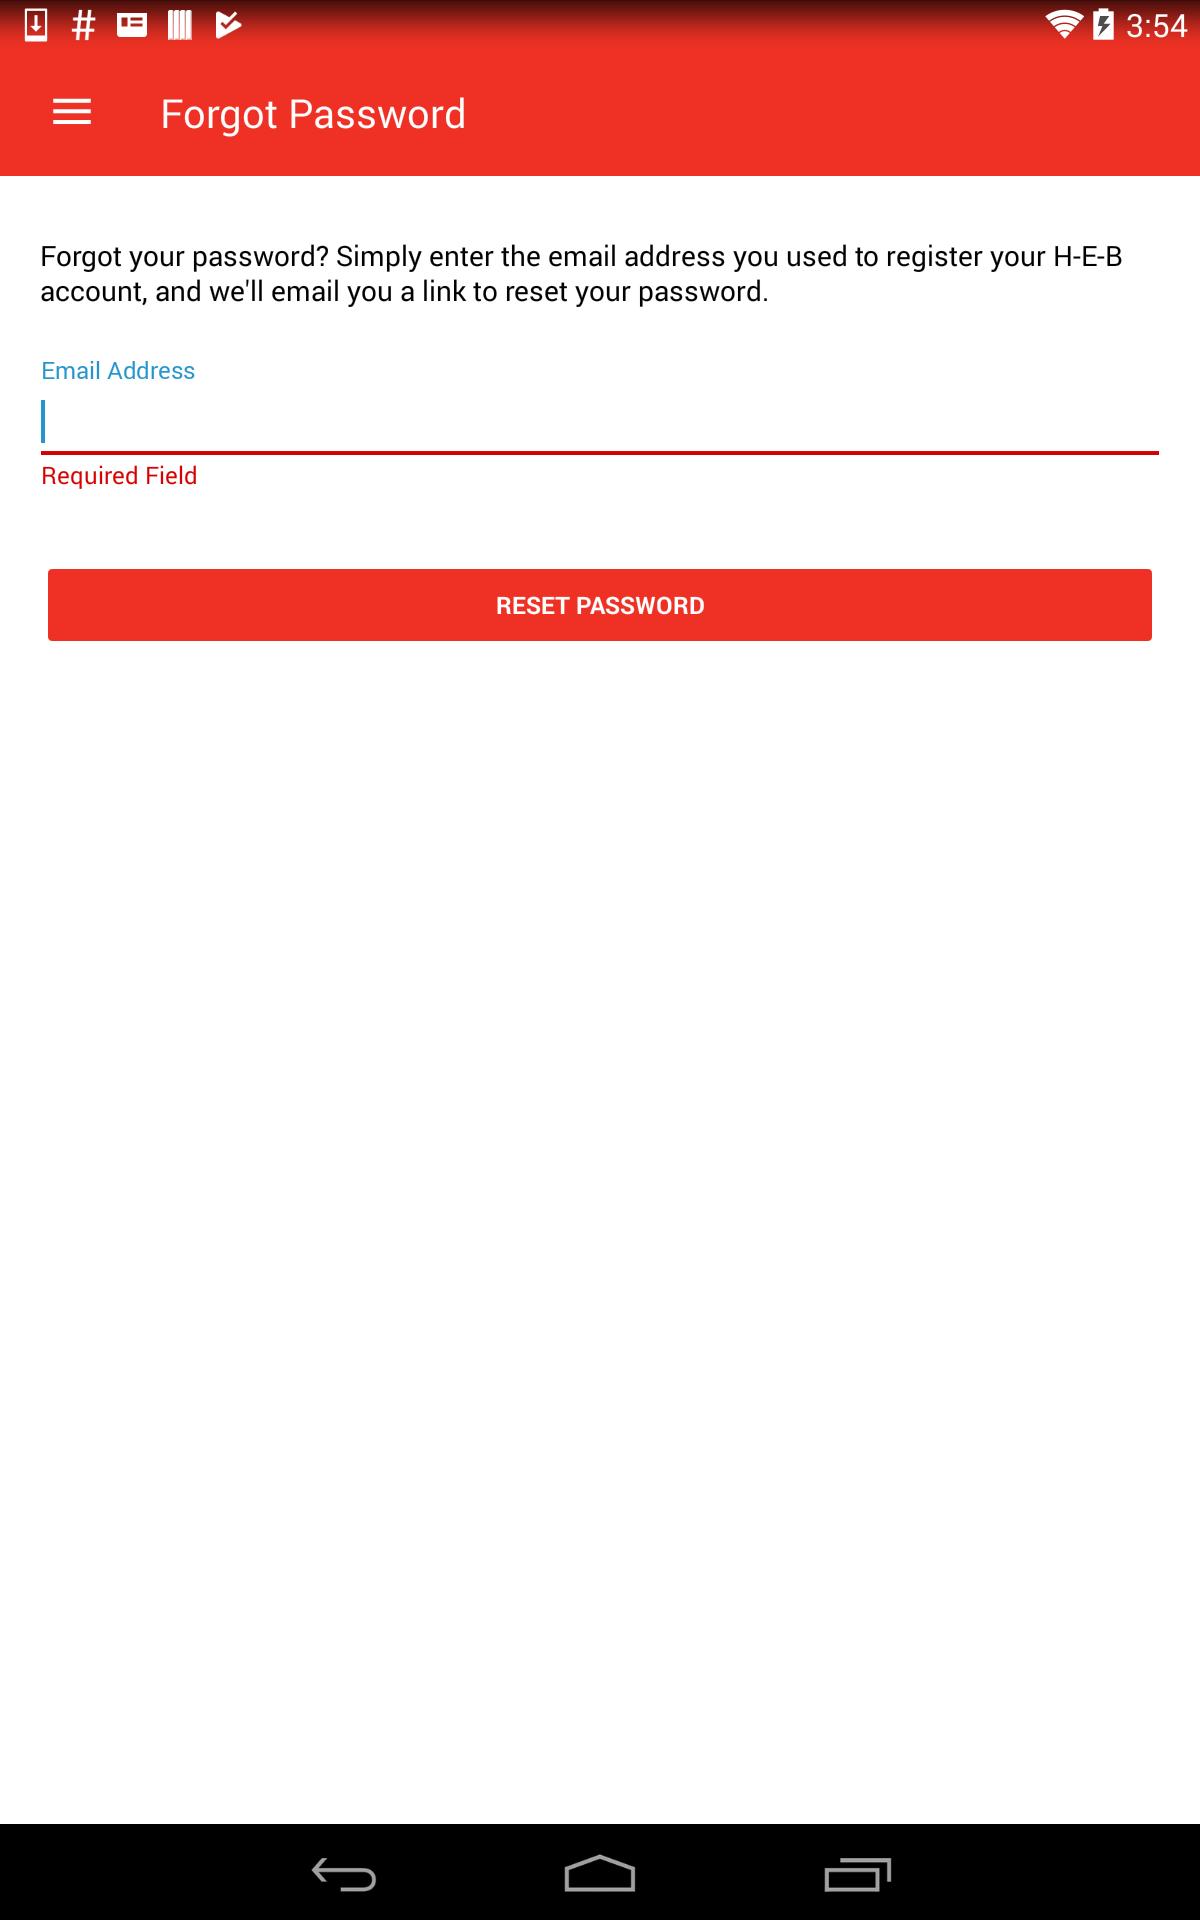 3:54
Forgot Password
Forgot your password? Simply enter the email address you used to register your H-E-B
account, and we'll email you a link to reset your password.
Email Address
Required Field
RESET PASSWORD